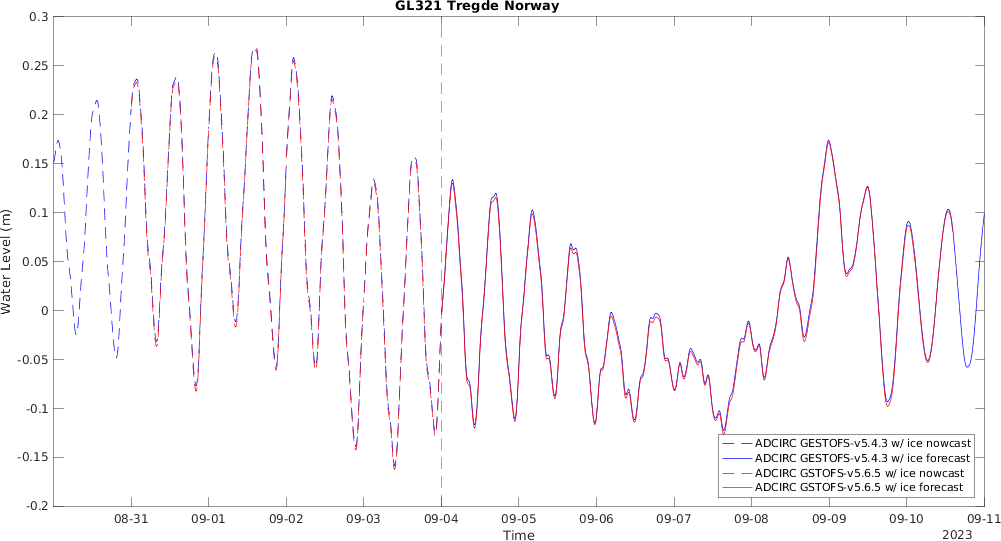 GL321 Tregde Norway
0.3
0.25
0.2
0.15
0.1
0.05
0
-0.05
-0.1
-0.15
-0.2
Water Level (m)
ADCIRC GESTOFS-v5.4.3 w/ ice nowcast
ADCIRC GESTOFS-v5.4.3 w/ ice forecast
ADCIRC GSTOFS-v5.6.5 w/ ice nowcast
ADCIRC GSTOFS-v5.6.5 w/ ice forecast
08-31 09-01 09-02 09-03 09-04 09-05 09-06 09-07 09-08 09-09 09-10 09-11
Time
2023